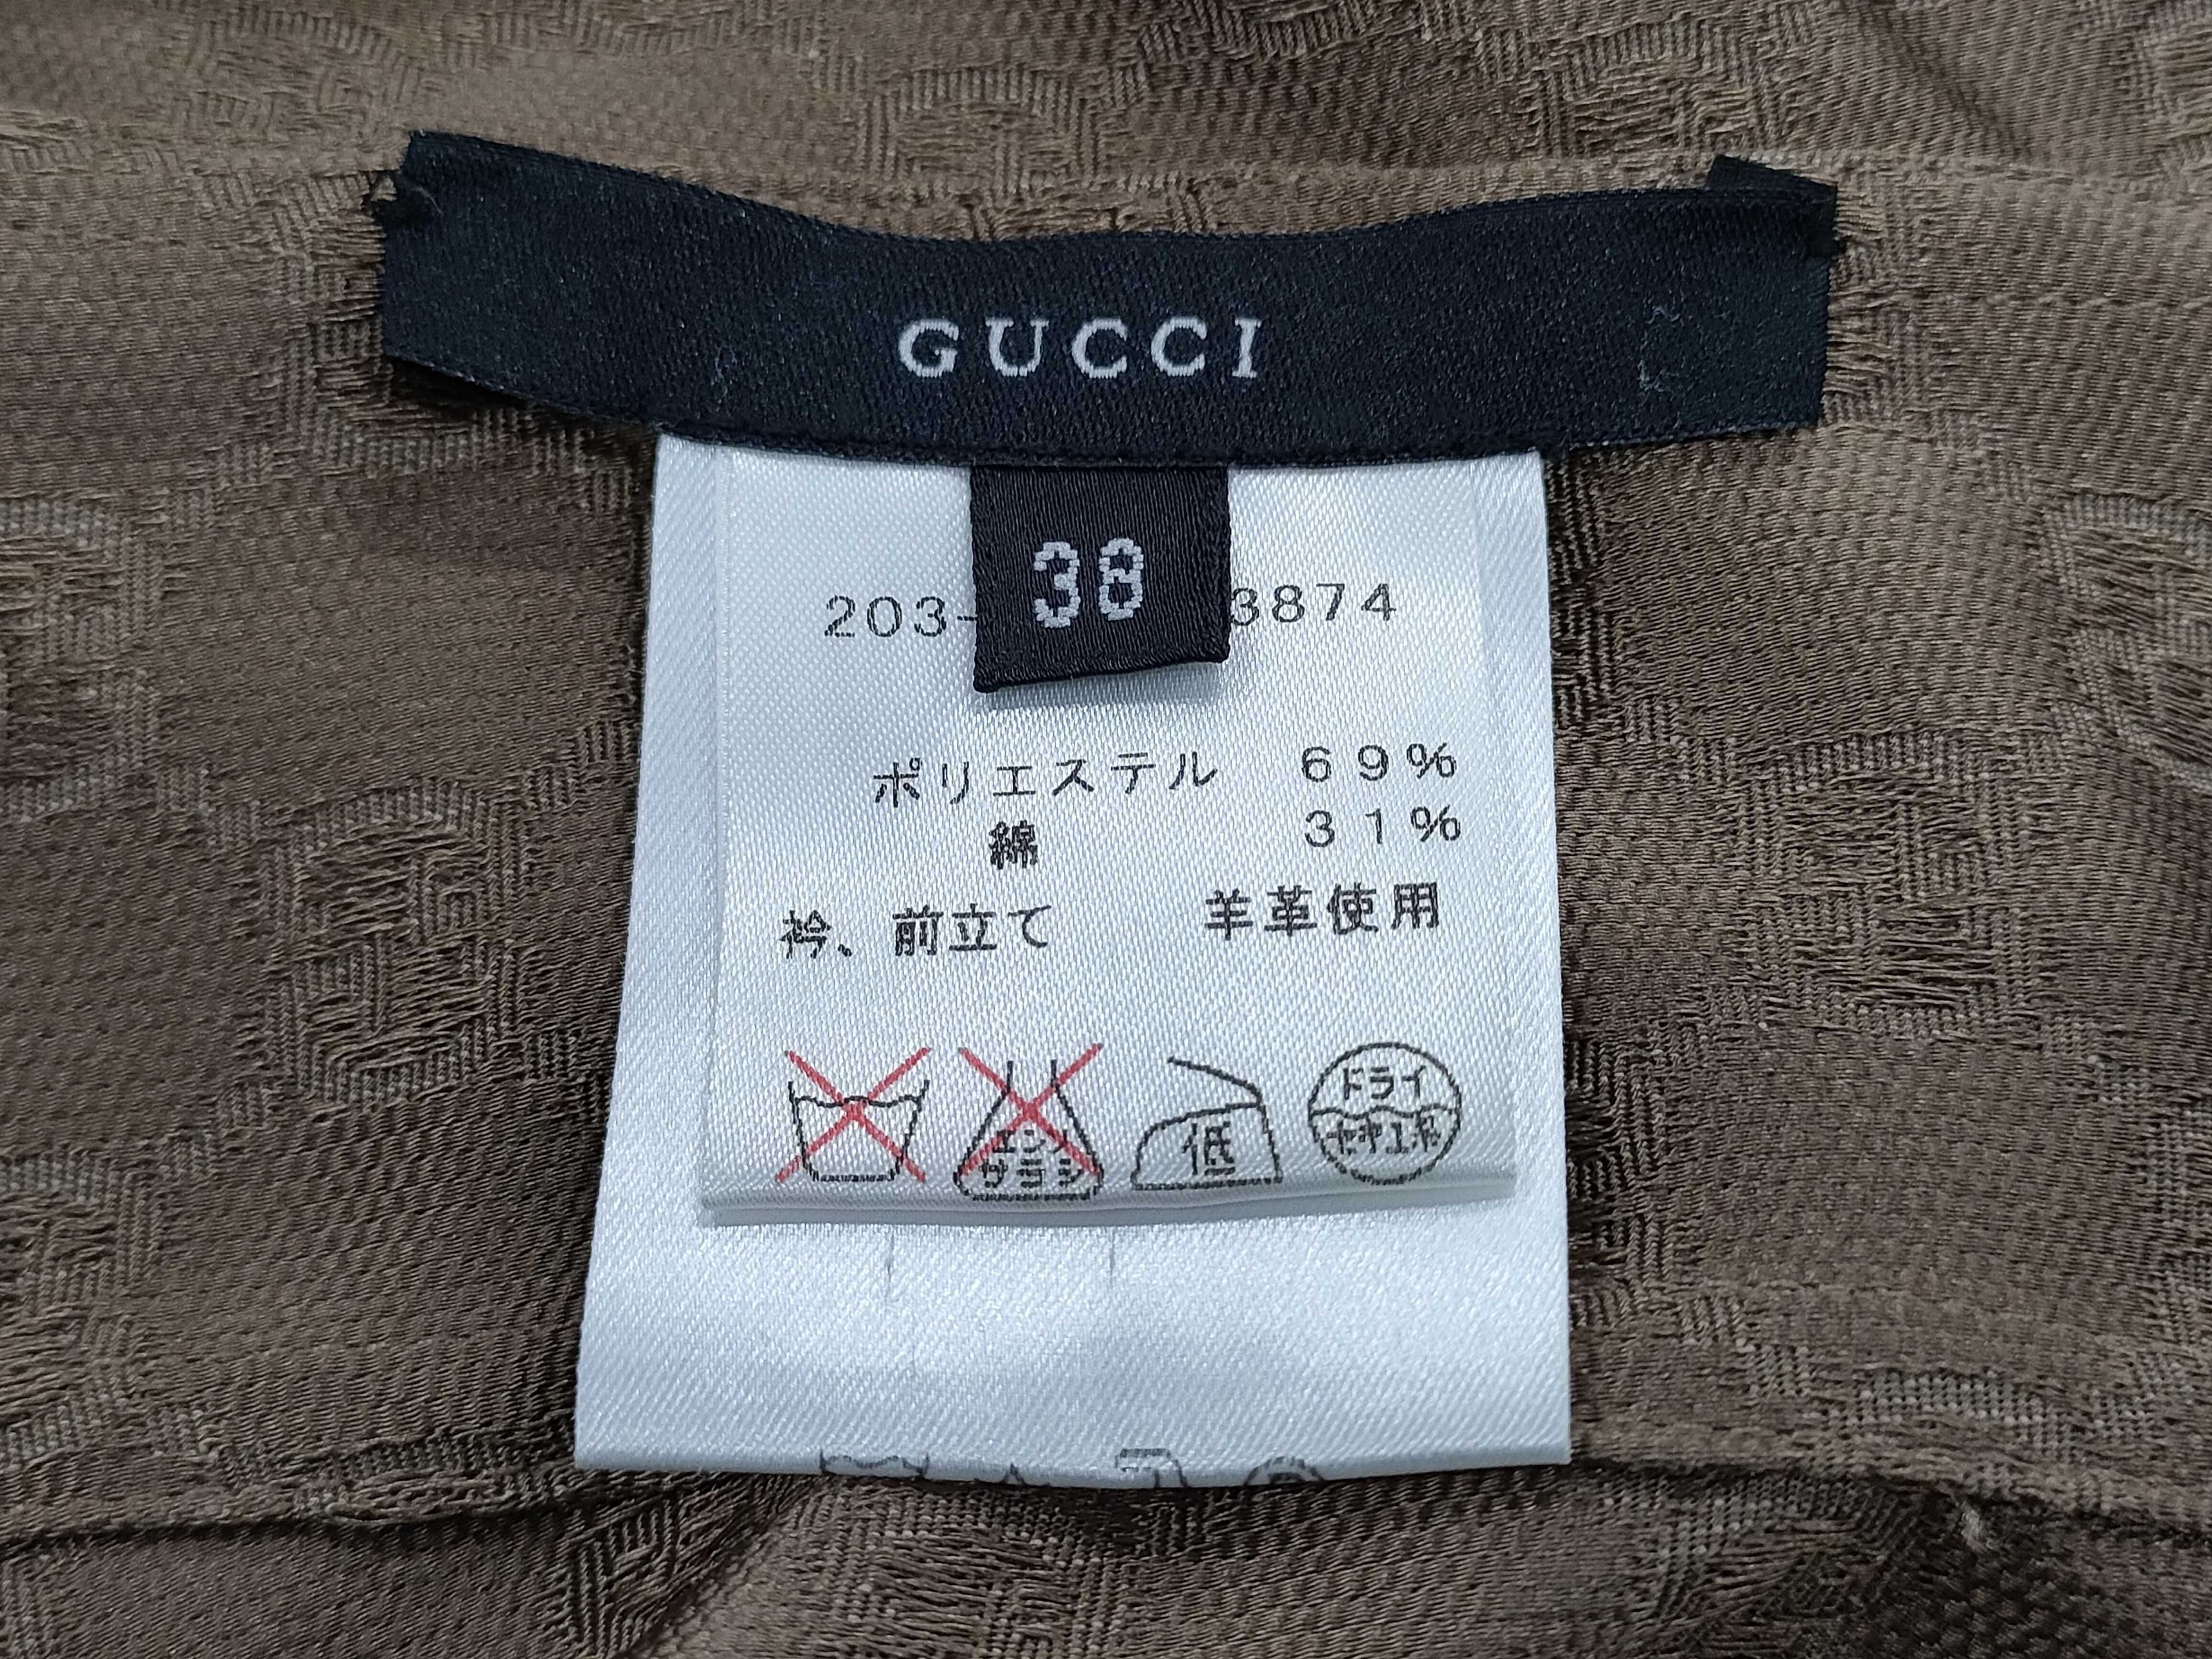 GUCCI
38
203- 3874
ポリエステル 69%
綿 31%
衿、前立て 羊革使用
エンソ
サラシ
低
ドライ
セキユ系